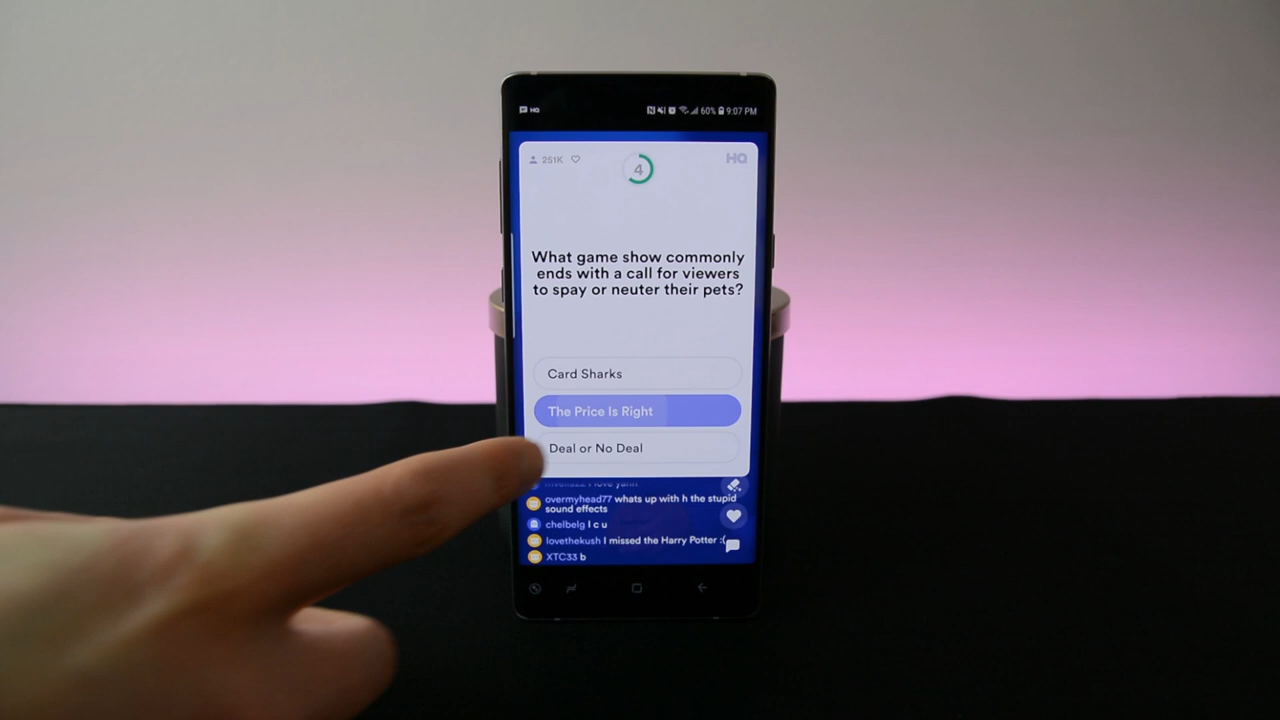 HQ 60% 9:07 PM
251K 4 HQ
What game show commonly
ends with a call for viewers
to spay or neuter their pets?
Card Sharks
The Price Is Right
Deal or No Deal
I love
overmyhead77 whats up with h the stupid
sound effects
chelbelg I c u
lovethekush I missed the Harry Potter :(
XTC33 b